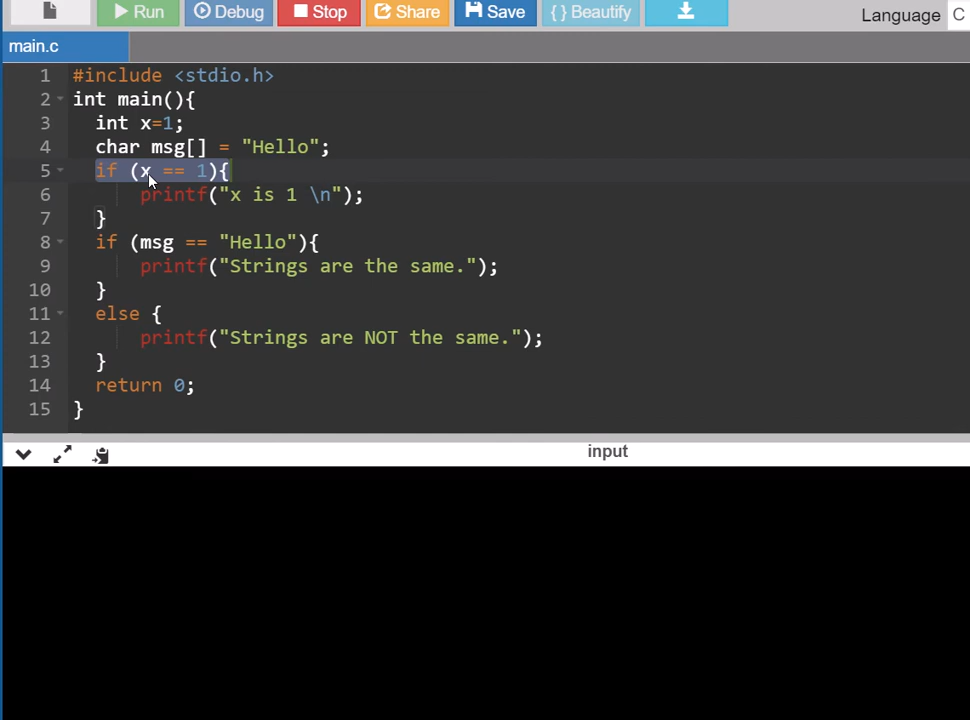 Run Debug Stop Share Save { } Beautify Language C
main.c
1 #include <stdio.h>
2 int main(){
3 int x=1;
4 char msg[] = "Hello";
5 if (x == 1){
6 printf("x is 1 \n");
7 }
8 if (msg == "Hello"){
9 printf("Strings are the same.");
10 }
11 else {
12 printf("Strings are NOT the same.");
13 }
14 return 0;
15 }
input